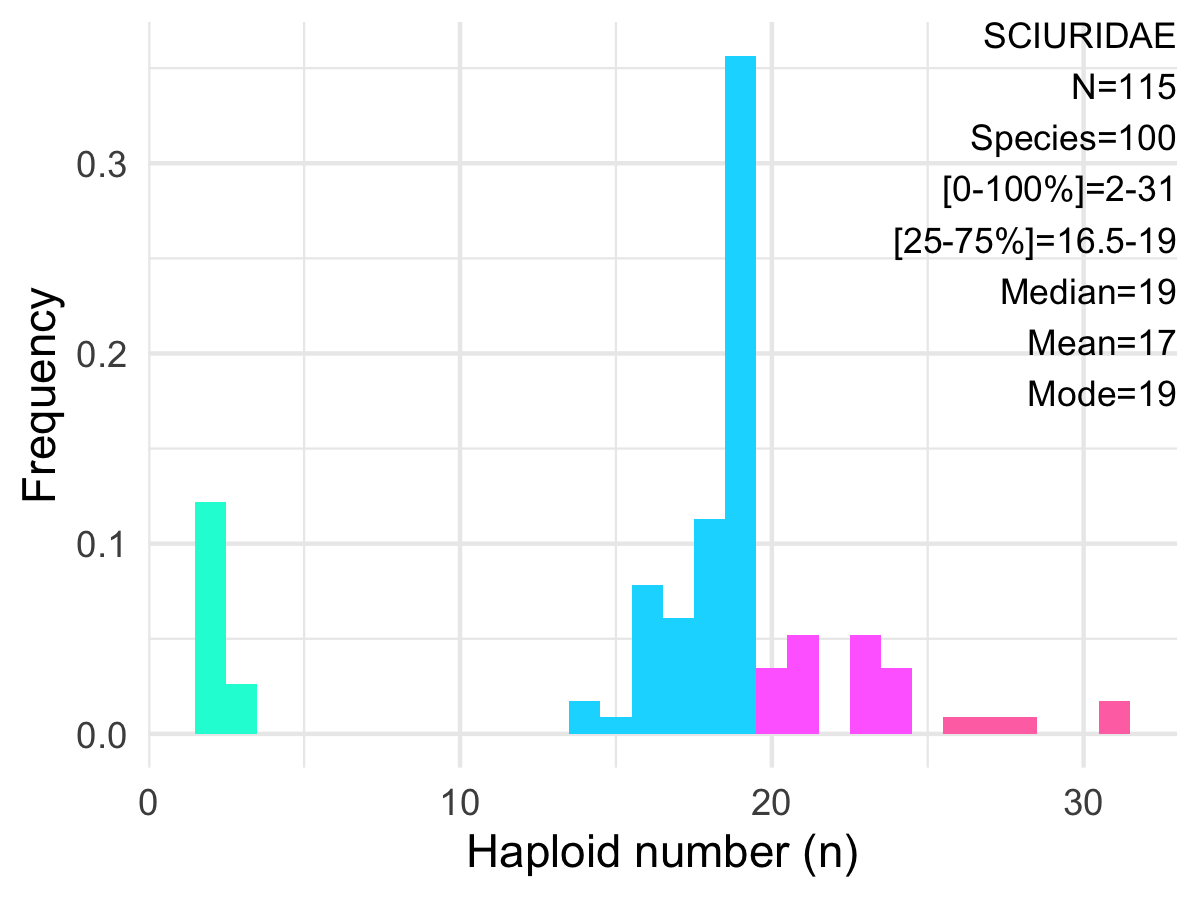 SCIURIDAE
N=115
Species=100
[0-100%]=2-31
[25-75%]=16.5-19
Median=19
Mean=17
Mode=19
Frequency
0.3
0.2
0.1
0.0
0 10 20 30
Haploid number (n)